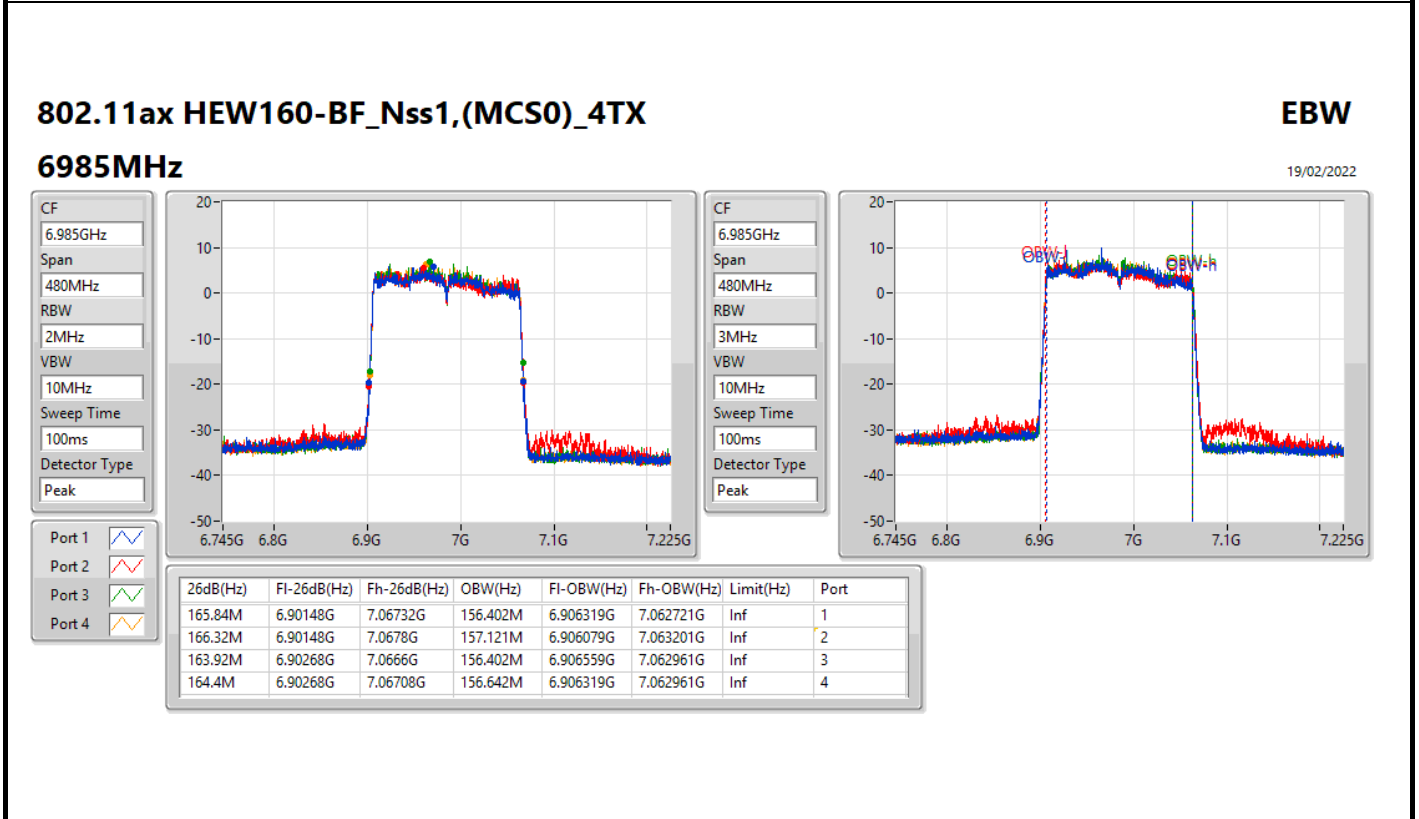 802.11ax HEW160-BF_Nss1,(MCS0)_4TX
EBW
6985MHz
19/02/2022
CF
6.985GHz
Span
480MHz
RBW
2MHz
VBW
10MHz
Sweep Time
100ms
Detector Type
Peak
20
10
0
-10
-20
-30
-40
-50
6.745G 6.8G 6.9G 7G 7.1G 7.225G
CF
6.985GHz
Span
480MHz
RBW
3MHz
VBW
10MHz
Sweep Time
100ms
Detector Type
Peak
20
10
0
-10
-20
-30
-40
-50
OBW-l
OBW-h
6.745G 6.8G 6.9G 7G 7.1G 7.225G
Port 1
Port 2
Port 3
Port 4
26dB(Hz) Fl-26dB(Hz) Fh-26dB(Hz) OBW(Hz) Fl-OBW(Hz) Fh-OBW(Hz) Limit(Hz) Port
165.84M 6.90148G 7.06732G 156.402M 6.906319G 7.062721G Inf 1
166.32M 6.90148G 7.0678G 157.121M 6.906079G 7.063201G Inf 2
163.92M 6.90268G 7.0666G 156.402M 6.906559G 7.062961G Inf 3
164.4M 6.90268G 7.06708G 156.642M 6.906319G 7.062961G Inf 4